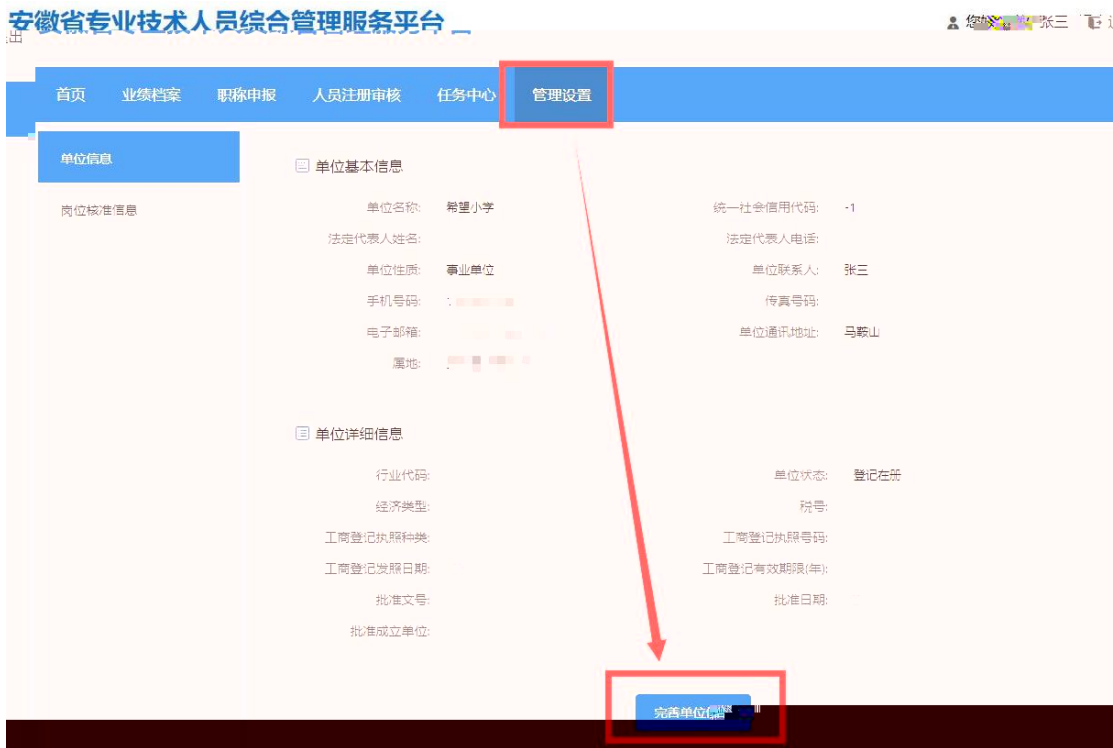 安徽省专业技术人员综合管理服务平台
张三
出
首页 业绩档案 职称申报 人员注册审核 任务中心 管理设置
单位信息
岗位核准信息
单位基本信息
单位名称: 希望小学 统一社会信用代码: -1
法定代表人姓名: 法定代表人电话:
单位性质: 事业单位 单位联系人: 张三
手机号码: 传真号码:
电子邮箱: 单位通讯地址: 马鞍山
属地:
单位详细信息
行业代码: 单位状态: 登记在册
经济类型: 税号:
工商登记执照种类: 工商登记执照号码:
工商登记发照日期: 工商登记有效期限(年):
批准文号: 批准日期:
批准成立单位:
完善单位